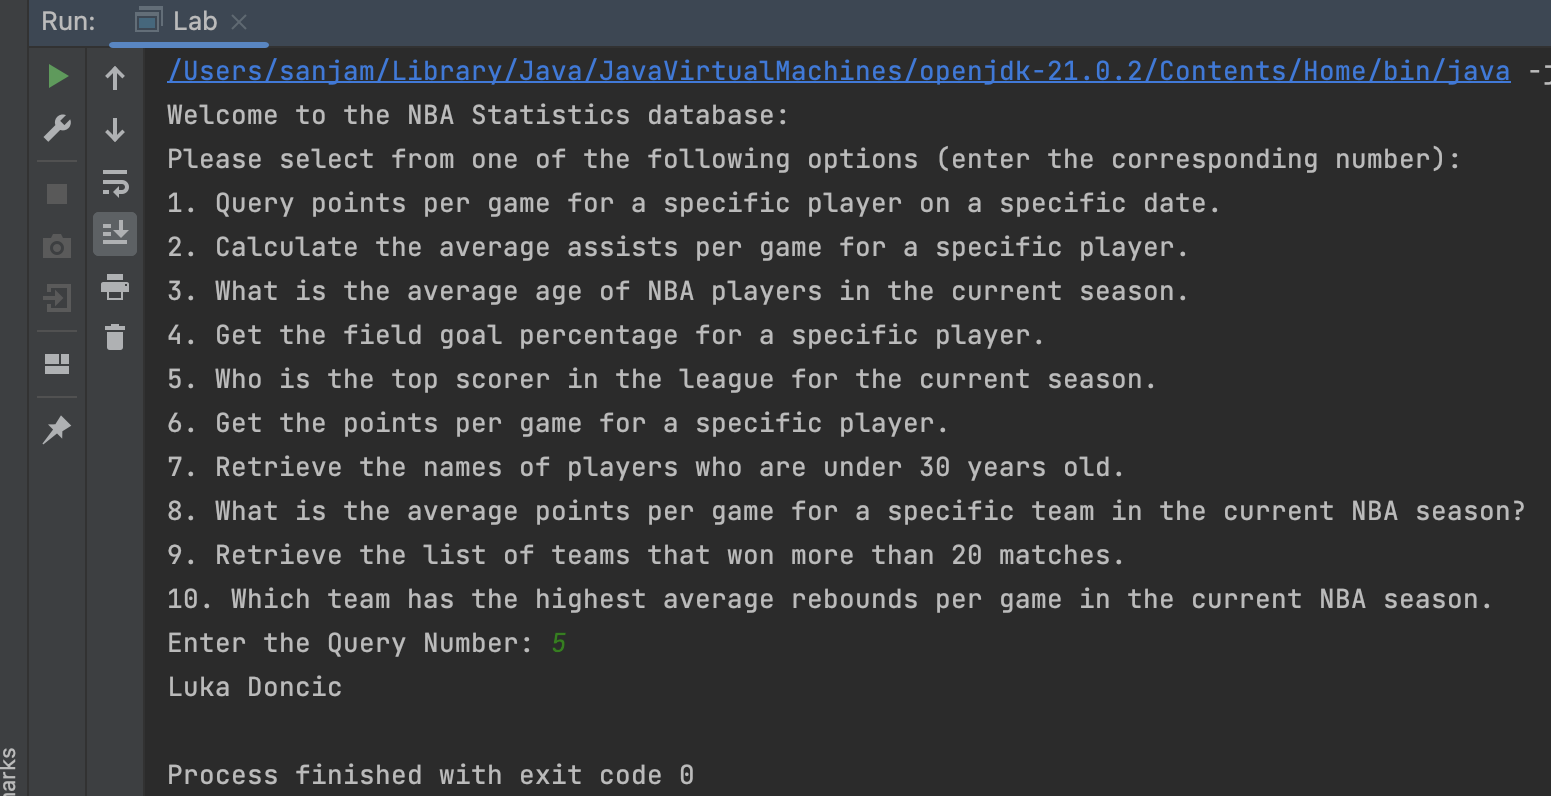 Run: Lab
/Users/sanjam/Library/Java/JavaVirtualMachines/openjdk-21.0.2/Contents/Home/bin/java
Welcome to the NBA Statistics database:
Please select from one of the following options (enter the corresponding number):
1. Query points per game for a specific player on a specific date.
2. Calculate the average assists per game for a specific player.
3. What is the average age of NBA players in the current season.
4. Get the field goal percentage for a specific player.
5. Who is the top scorer in the league for the current season.
6. Get the points per game for a specific player.
7. Retrieve the names of players who are under 30 years old.
8. What is the average points per game for a specific team in the current NBA season?
9. Retrieve the list of teams that won more than 20 matches.
10. Which team has the highest average rebounds per game in the current NBA season.
Enter the Query Number: 5
Luka Doncic
Process finished with exit code 0